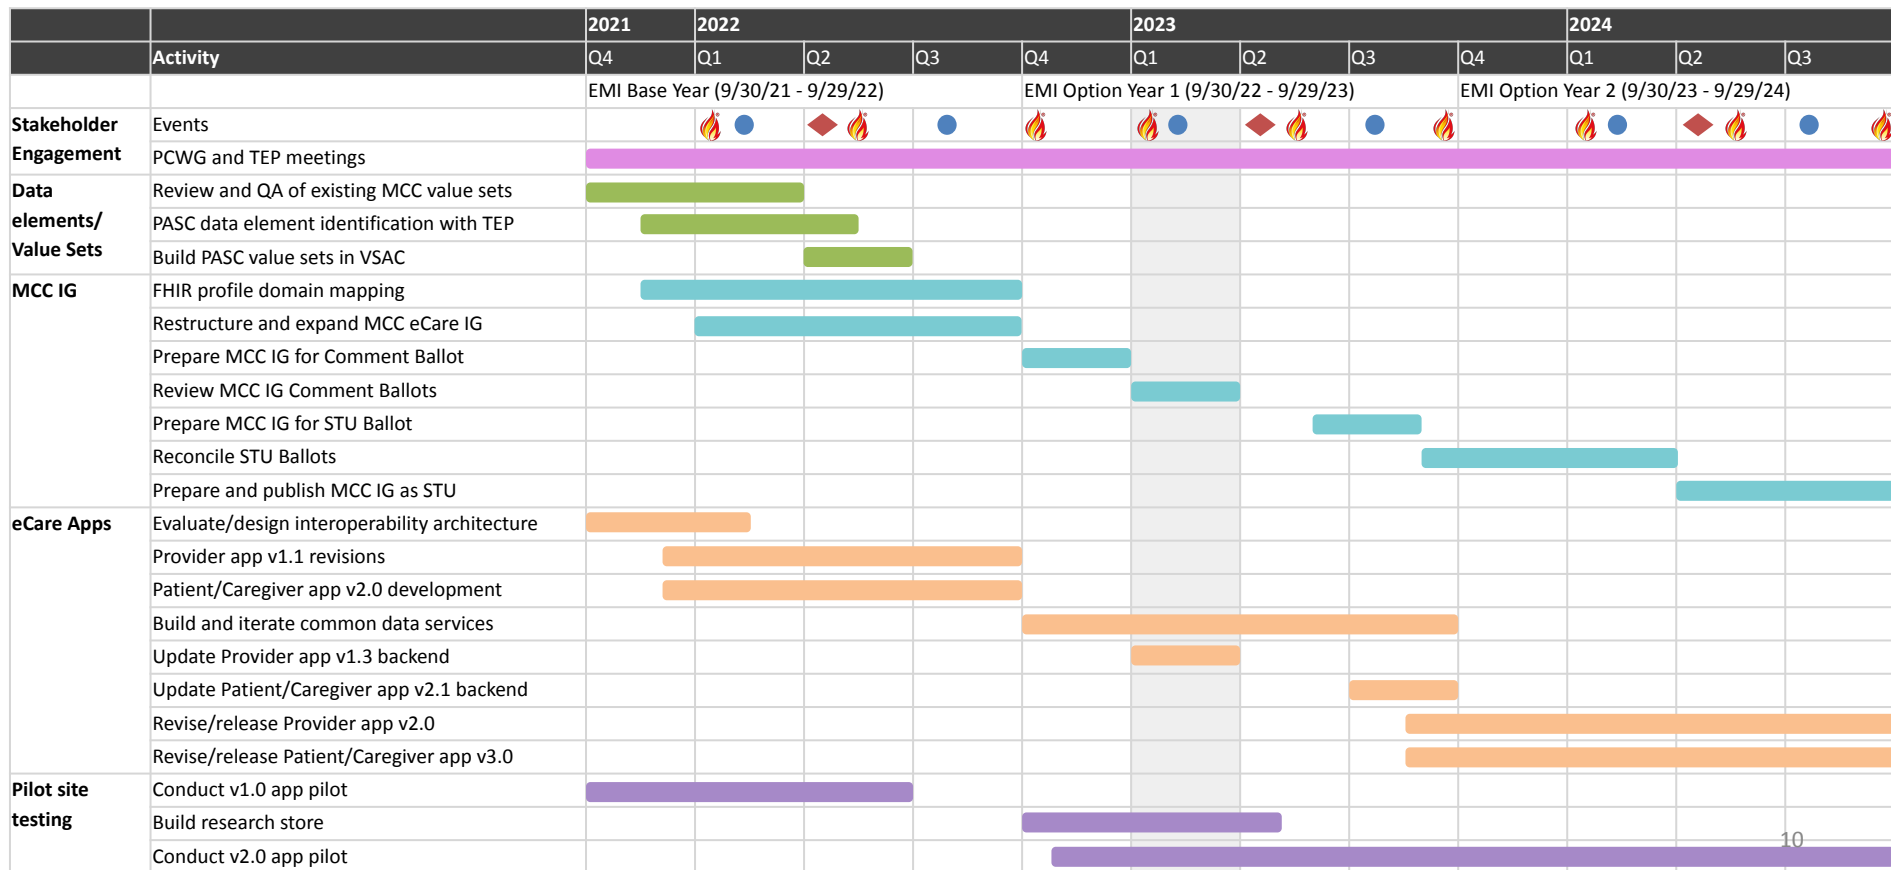 2021 2022 2023 2024
Activity Q4 Q1 Q2 Q3 Q4 Q1 Q2 Q3 Q4 Q1 Q2 Q3
EMI Base Year (9/30/21 - 9/29/22) EMI Option Year 1 (9/30/22 - 9/29/23) EMI Option Year 2 (9/30/23 - 9/29/24)
Stakeholder Events
Engagement PCWG and TEP meetings
Data Review and QA of existing MCC value sets
elements/ PASC data element identification with TEP
Value Sets Build PASC value sets in VSAC
MCC IG FHIR profile domain mapping
Restructure and expand MCC eCare IG
Prepare MCC IG for Comment Ballot
Review MCC IG Comment Ballots
Prepare MCC IG for STU Ballot
Reconcile STU Ballots
Prepare and publish MCC IG as STU
eCare Apps Evaluate/design interoperability architecture
Provider app v1.1 revisions
Patient/Caregiver app v2.0 development
Build and iterate common data services
Update Provider app v1.3 backend
Update Patient/Caregiver app v2.1 backend
Revise/release Provider app v2.0
Revise/release Patient/Caregiver app v3.0
Pilot site Conduct v1.0 app pilot
testing Build research store
10
Conduct v2.0 app pilot